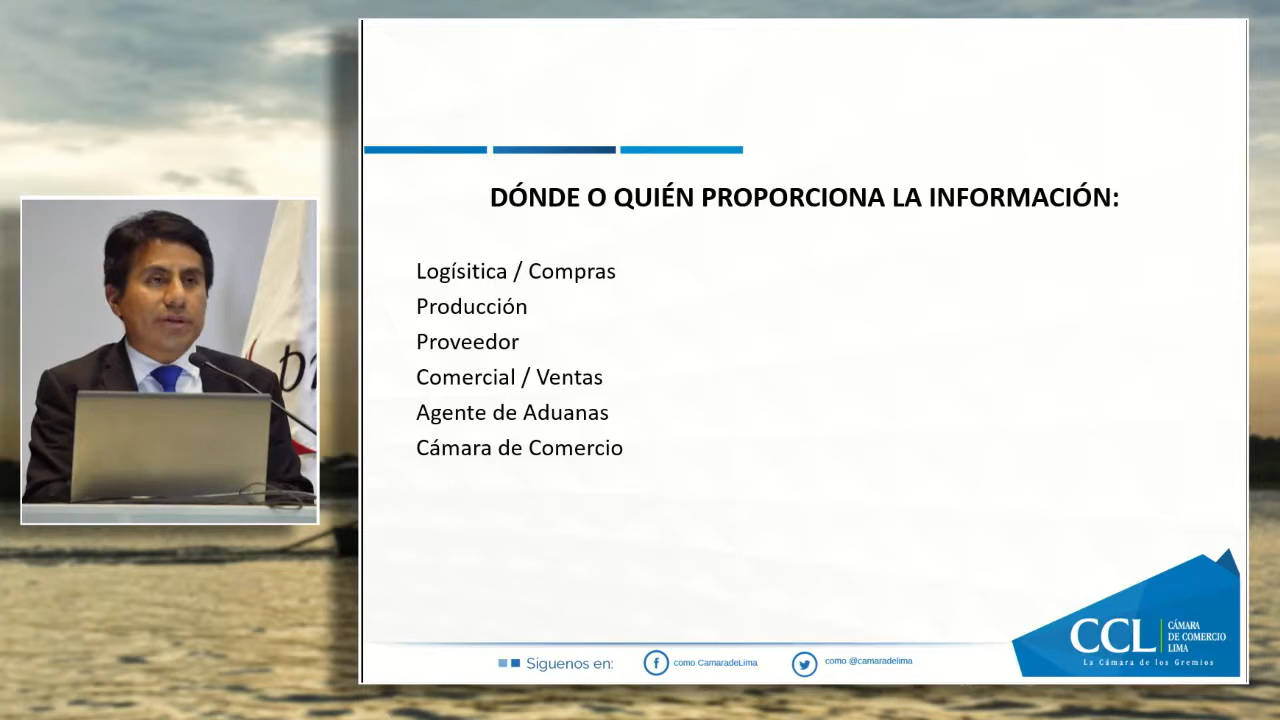 DÓNDE O QUIÉN PROPORCIONA LA INFORMACIÓN:
Logísitica / Compras
Producción
Proveedor
Comercial / Ventas
Agente de Aduanas
Cámara de Comercio
CCL
CÁMARA
DE COMERCIO
LIMA
La Cámara de los Gremios
Síguenos en:
como CamaradeLima
como @camaradelima